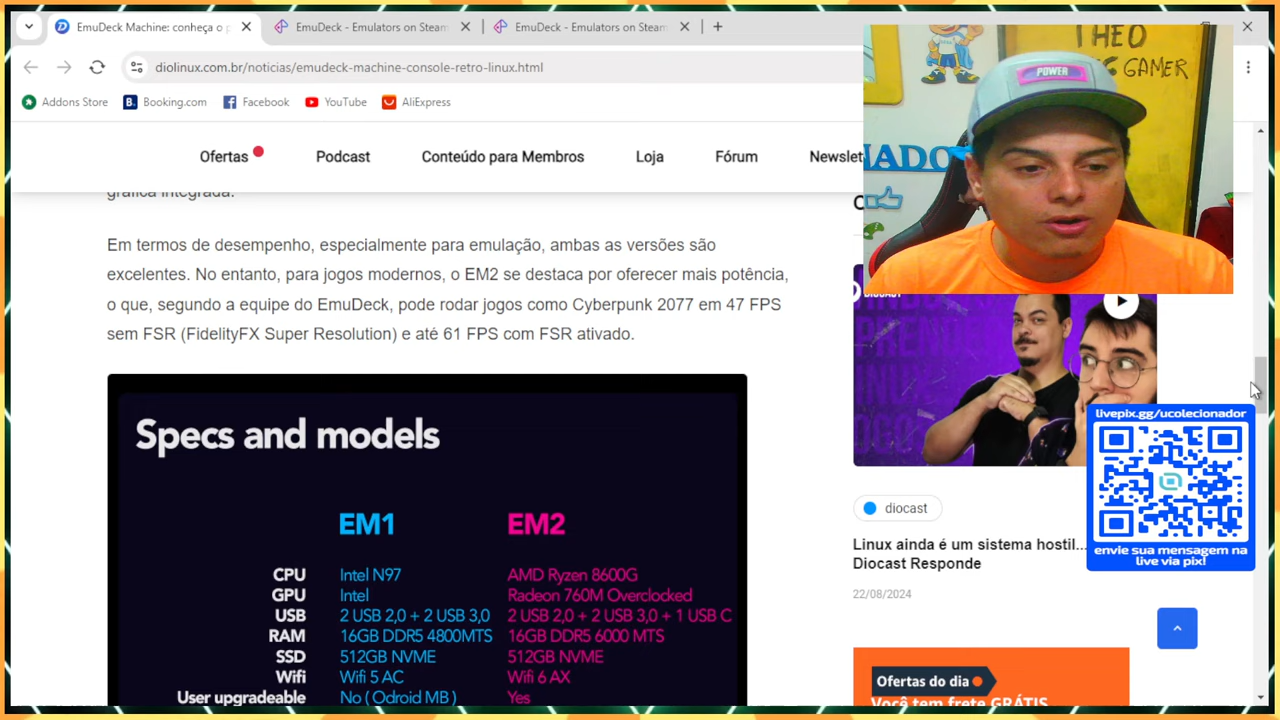 EmuDeck Machine: conheça o p
EmuDeck - Emulators on Steam
EmuDeck - Emulators on Steam
diolinux.com.br/noticias/emudeck-machine-console-retro-linux.html
Addons Store
Booking.com
Facebook
YouTube
AliExpress
Ofertas
Podcast
Conteúdo para Membros
Loja
Fórum
Newslet
THEO
GAMER
POWER
gráfica integrada.
Em termos de desempenho, especialmente para emulação, ambas as versões são
excelentes. No entanto, para jogos modernos, o EM2 se destaca por oferecer mais potência,
o que, segundo a equipe do EmuDeck, pode rodar jogos como Cyberpunk 2077 em 47 FPS
sem FSR (FidelityFX Super Resolution) e até 61 FPS com FSR ativado.
Specs and models
EM1 EM2
CPU Intel N97 AMD Ryzen 8600G
GPU Intel Radeon 760M Overclocked
USB 2 USB 2,0 + 2 USB 3,0 2 USB 2,0 + 2 USB 3,0 + 1 USB C
RAM 16GB DDR5 4800MTS 16GB DDR5 6000 MTS
SSD 512GB NVME 512GB NVME
Wifi Wifi 5 AC Wifi 6 AX
User upgradeable No ( Odroid MB ) Yes
livepix.gg/ucolecionador
envie sua mensagem na
live via pix!
diocast
Linux ainda é um sistema hostil...
Diocast Responde
22/08/2024
Ofertas do dia
Você tem frete GRÁTIS